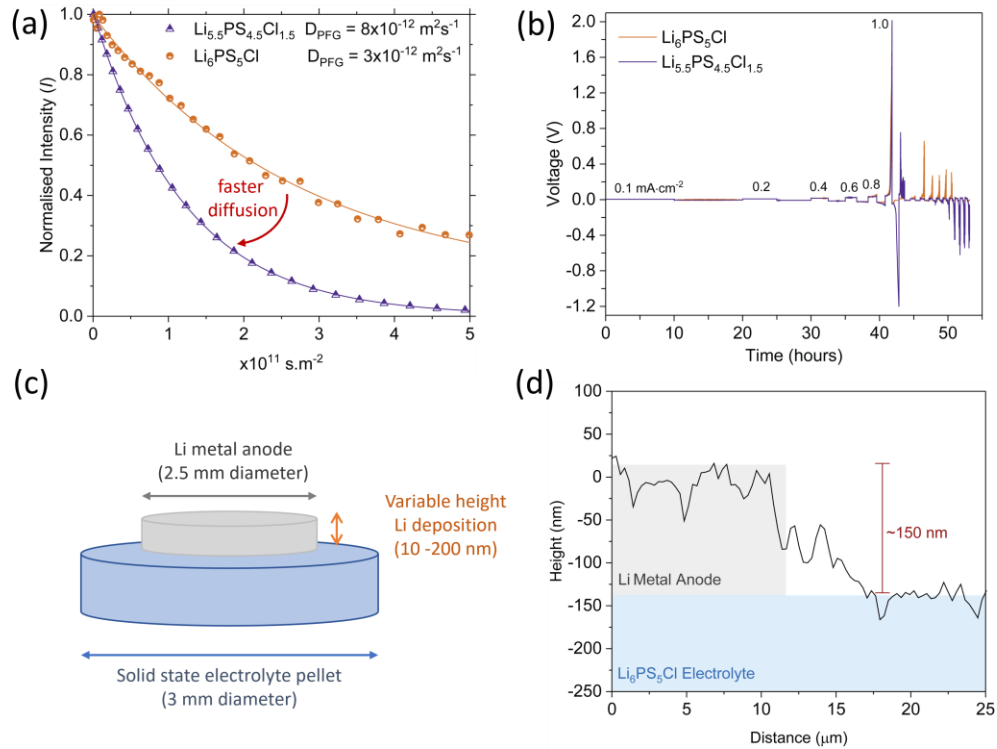 (a)
Li5.5PS4.5Cl1.5 DPFG = 8x10-12 m2s-1
Li6PS5Cl DPFG = 3x10-12 m2s-1
faster
diffusion
Normalised Intensity (I)
1.0
0.8
0.6
0.4
0.2
0.0
0 1 2 3 4 5
x1011 s.m-2
(b)
Li6PS5Cl
Li5.5PS4.5Cl1.5
1.0
0.1 mA·cm-2 0.2 0.4 0.6 0.8
Voltage (V)
2.0
1.6
1.2
0.8
0.4
0.0
-0.4
-0.8
-1.2
0 10 20 30 40 50
Time (hours)
(c)
Li metal anode
(2.5 mm diameter)
Variable height
Li deposition
(10 -200 nm)
Solid state electrolyte pellet
(3 mm diameter)
(d)
Height (nm)
100
50
0
-50
-100
-150
-200
-250
~150 nm
Li Metal Anode
Li6PS5Cl Electrolyte
0 5 10 15 20 25
Distance (μm)